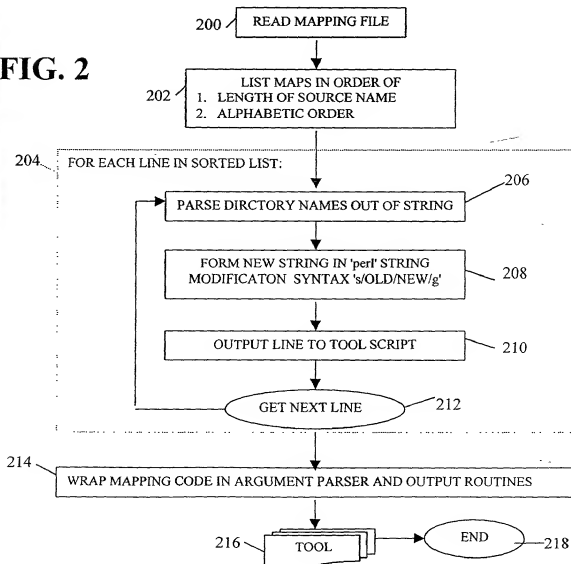 200 READ MAPPING FILE
FIG. 2
LIST MAPS IN ORDER OF
202 1. LENGTH OF SOURCE NAME
2. ALPHABETIC ORDER
204 FOR EACH LINE IN SORTED LIST:
206
PARSE DIRCTORY NAMES OUT OF STRING
FORM NEW STRING IN 'perl' STRING
MODIFICATON SYNTAX 's/OLD/NEW/g'
208
OUTPUT LINE TO TOOL SCRIPT 210
GET NEXT LINE 212
214
WRAP MAPPING CODE IN ARGUMENT PARSER AND OUTPUT ROUTINES
216 TOOL END 218